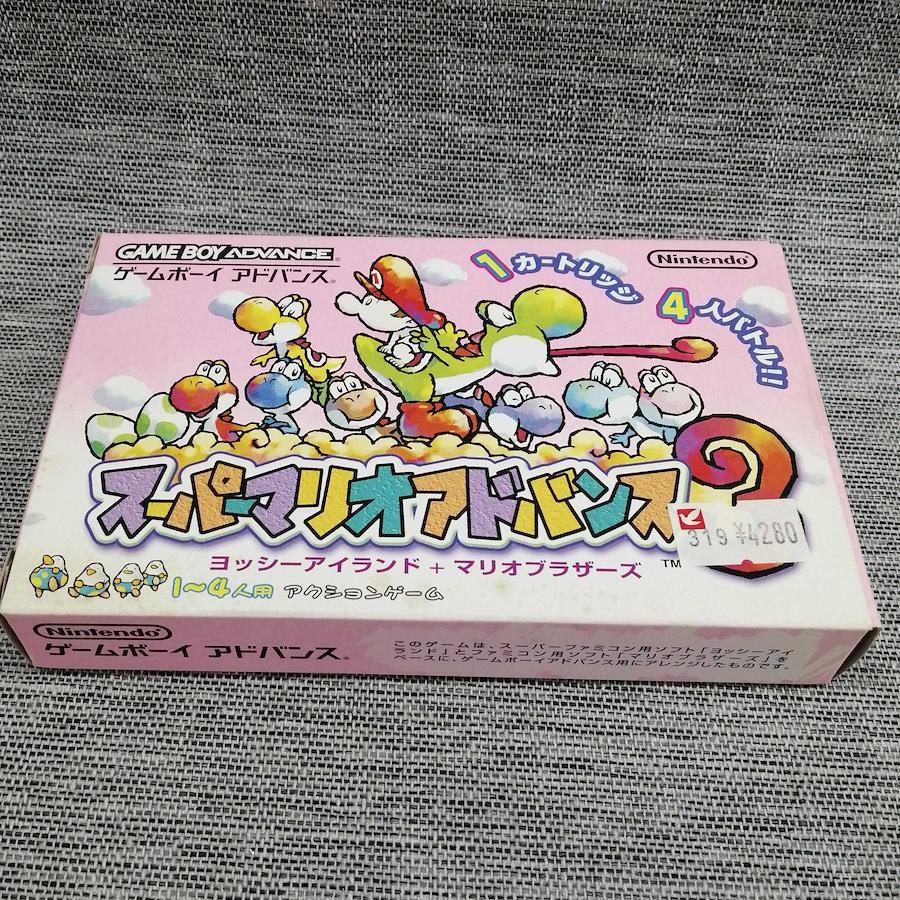 GAME BOY ADVANCE
ゲームボーイ アドバンス
1カートリッジ
4人バトル!!
Nintendo
スーパーマリオアドバンス3
319 ¥4280
ヨッシーアイランド + マリオブラザーズ ™
1~4人用 アクションゲーム
Nintendo
ゲームボーイ アドバンス
このゲームは、スーパーファミコン用ソフト「ヨッシーアイ
ランド」とファミコン用ソフト「マリオブラザーズ」を
ベースに、ゲームボーイアドバンス用にアレンジしたものです。